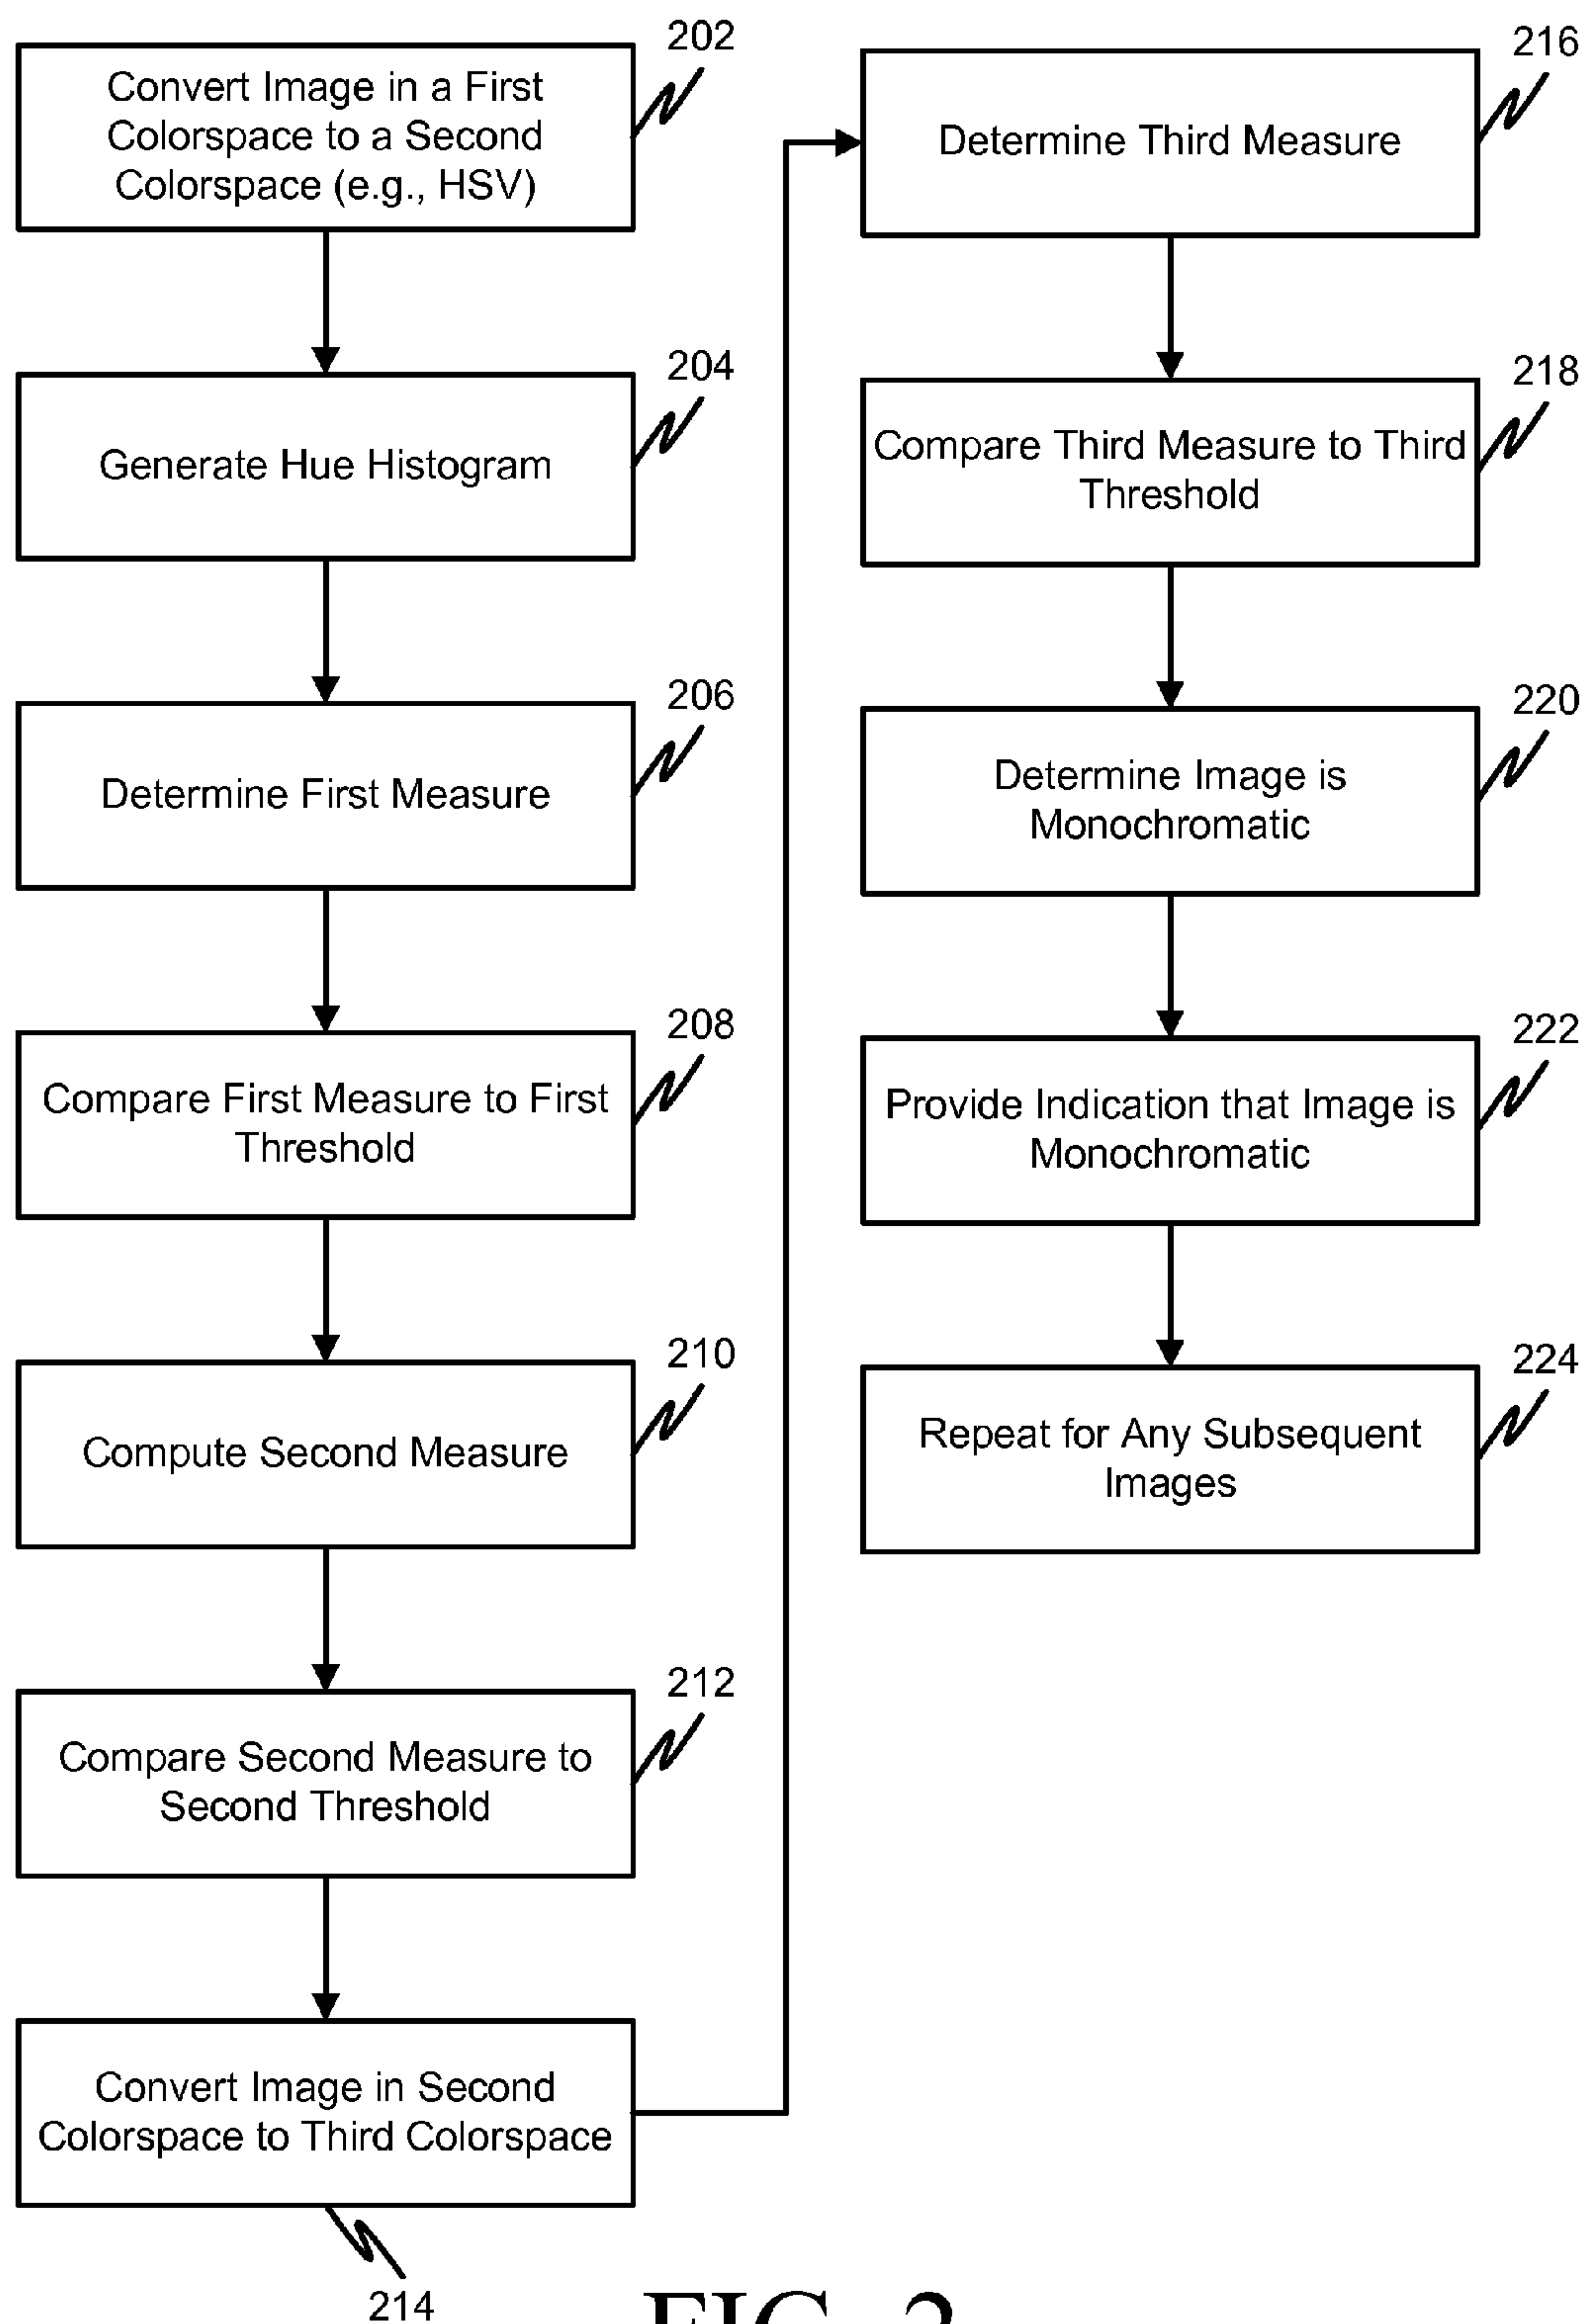 202
Convert Image in a First
Colorspace to a Second
Colorspace (e.g., HSV)
204
Generate Hue Histogram
206
Determine First Measure
208
Compare First Measure to First
Threshold
210
Compute Second Measure
212
Compare Second Measure to
Second Threshold
Convert Image in Second
Colorspace to Third Colorspace
214
216
Determine Third Measure
218
Compare Third Measure to Third
Threshold
220
Determine Image is
Monochromatic
222
Provide Indication that Image is
Monochromatic
224
Repeat for Any Subsequent
Images
FIG. 2